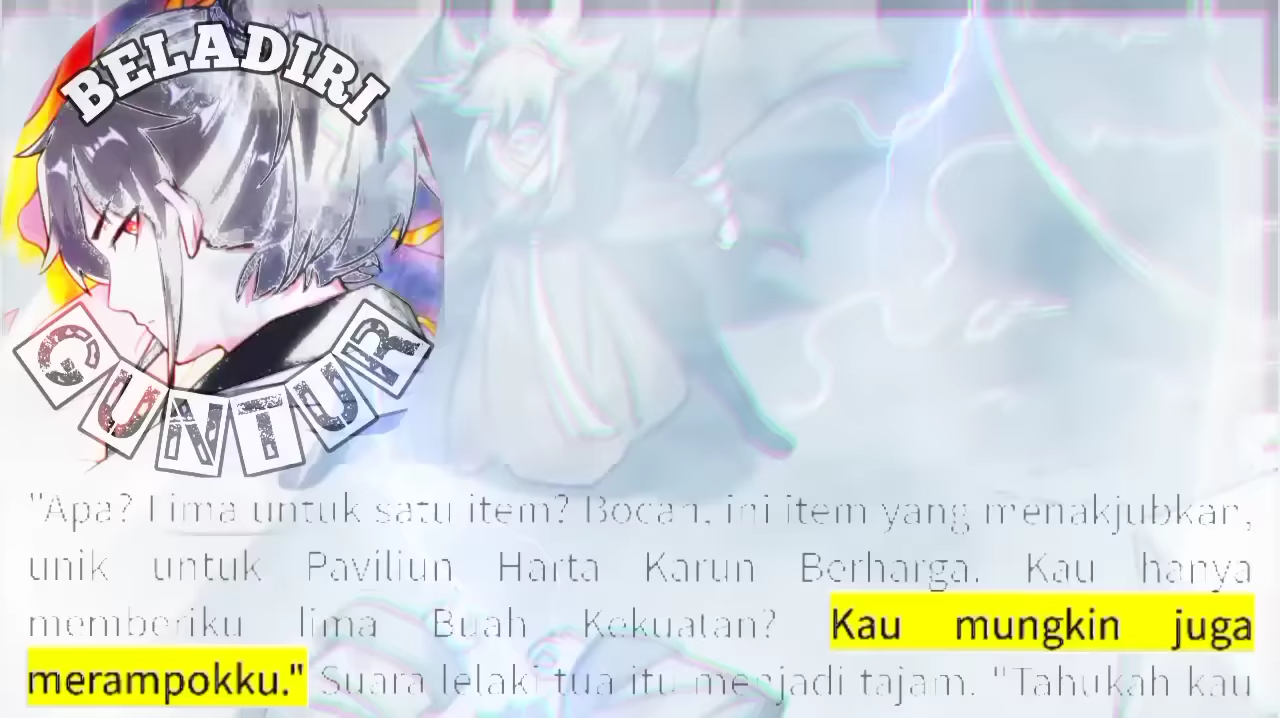 BELADIRI
GUNTUR
"Apa? Lima untuk satu item? Bocah, ini item yang menakjubkan,
unik untuk Paviliun Harta Karun Berharga. Kau hanya
memberiku lima Buah Kekuatan? Kau mungkin juga
merampokku." Suara lelaki tua itu menjadi tajam. "Tahukah kau